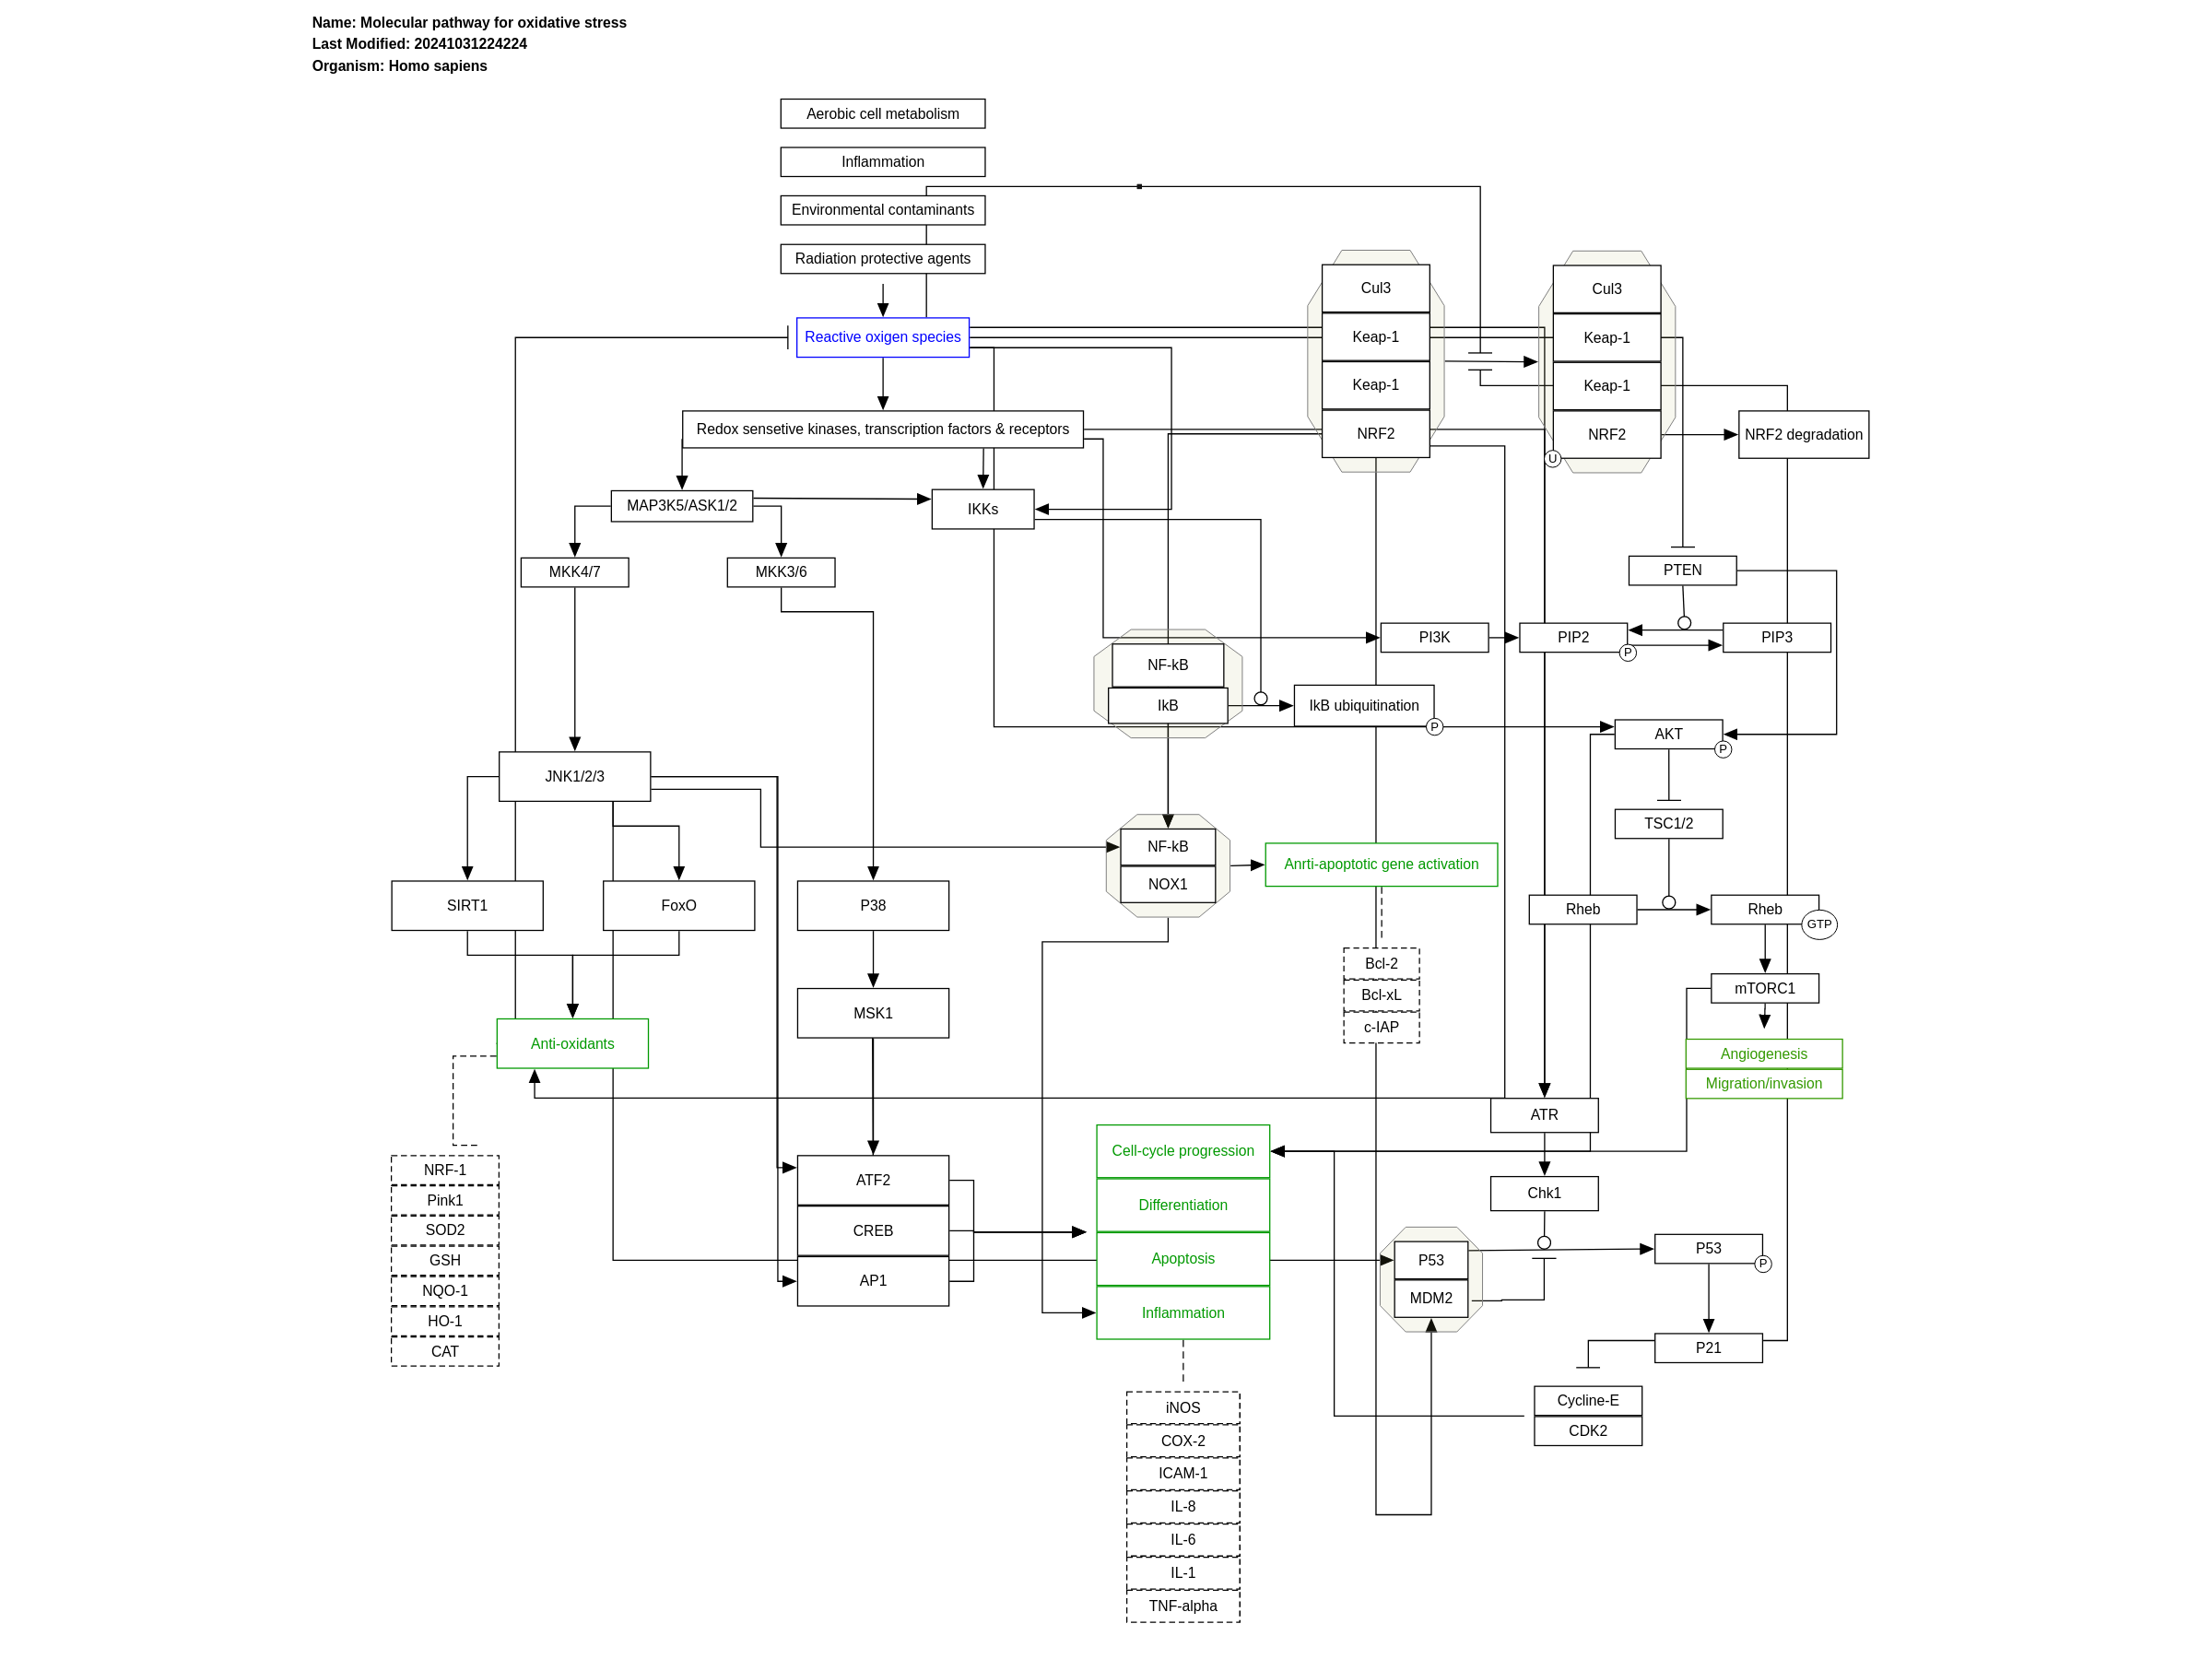 Name: Molecular pathway for oxidative stress
Last Modified: 20241031224224
Organism: Homo sapiens
Aerobic cell metabolism
Inflammation
Environmental contaminants
Radiation protective agents
Reactive oxigen species
Redox sensetive kinases, transcription factors & receptors
Cul3
Keap-1
Keap-1
NRF2
Cul3
Keap-1
Keap-1
NRF2
U
NRF2 degradation
MAP3K5/ASK1/2
IKKs
MKK4/7
MKK3/6
PTEN
PI3K
PIP2
P
PIP3
NF-kB
IkB
IkB ubiquitination
P
AKT
P
JNK1/2/3
TSC1/2
NF-kB
NOX1
Anrti-apoptotic gene activation
SIRT1
FoxO
P38
Rheb
Rheb
GTP
Bcl-2
Bcl-xL
c-IAP
mTORC1
MSK1
Anti-oxidants
Angiogenesis
Migration/invasion
ATR
Cell-cycle progression
Differentiation
Apoptosis
Inflammation
NRF-1
Pink1
SOD2
GSH
NQO-1
HO-1
CAT
ATF2
CREB
AP1
Chk1
P53
MDM2
P53
P
P21
Cycline-E
CDK2
iNOS
COX-2
ICAM-1
IL-8
IL-6
IL-1
TNF-alpha